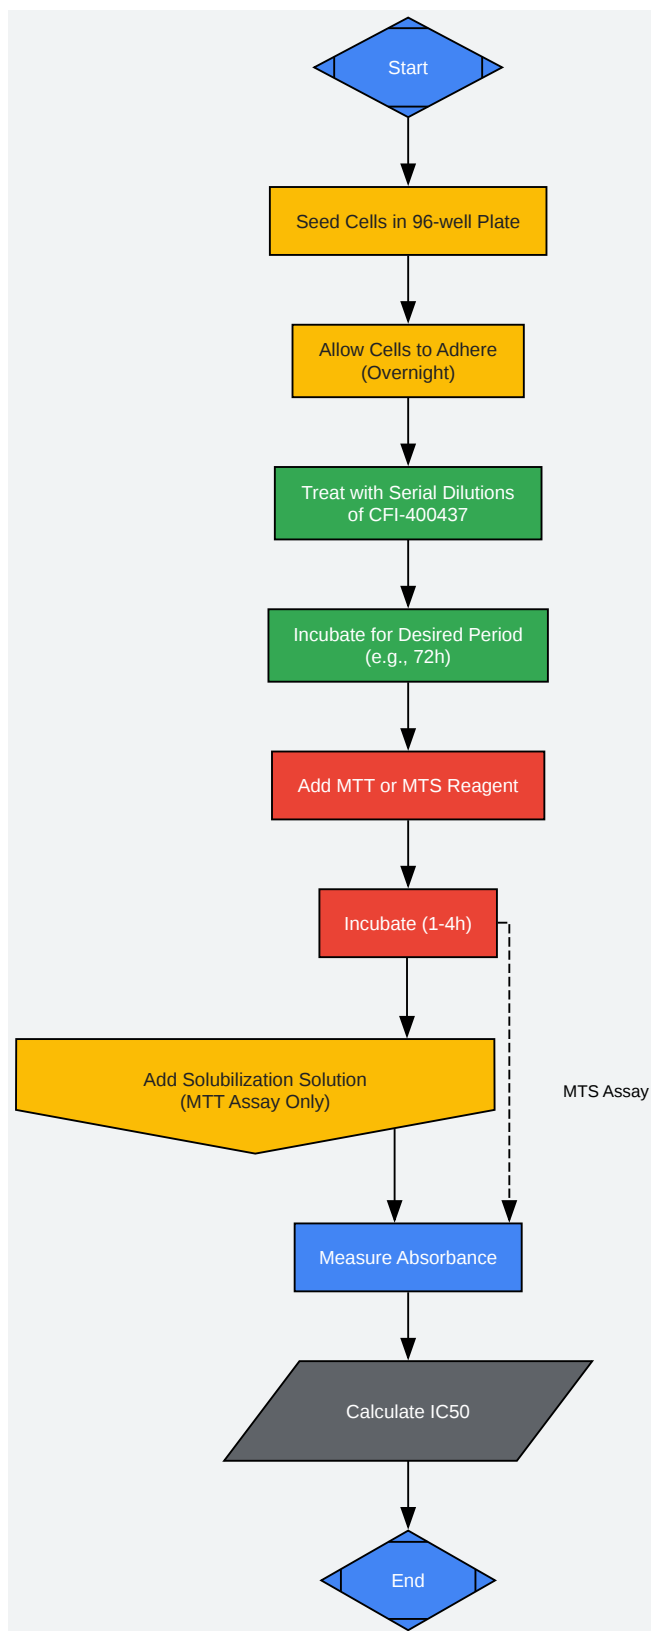 Start
Seed Cells in 96-well Plate
Allow Cells to Adhere
(Overnight)
Treat with Serial Dilutions
of CFI-400437
Incubate for Desired Period
(e.g., 72h)
Add MTT or MTS Reagent
Incubate (1-4h)
Add Solubilization Solution
(MTT Assay Only)
MTS Assay
Measure Absorbance
Calculate IC50
End